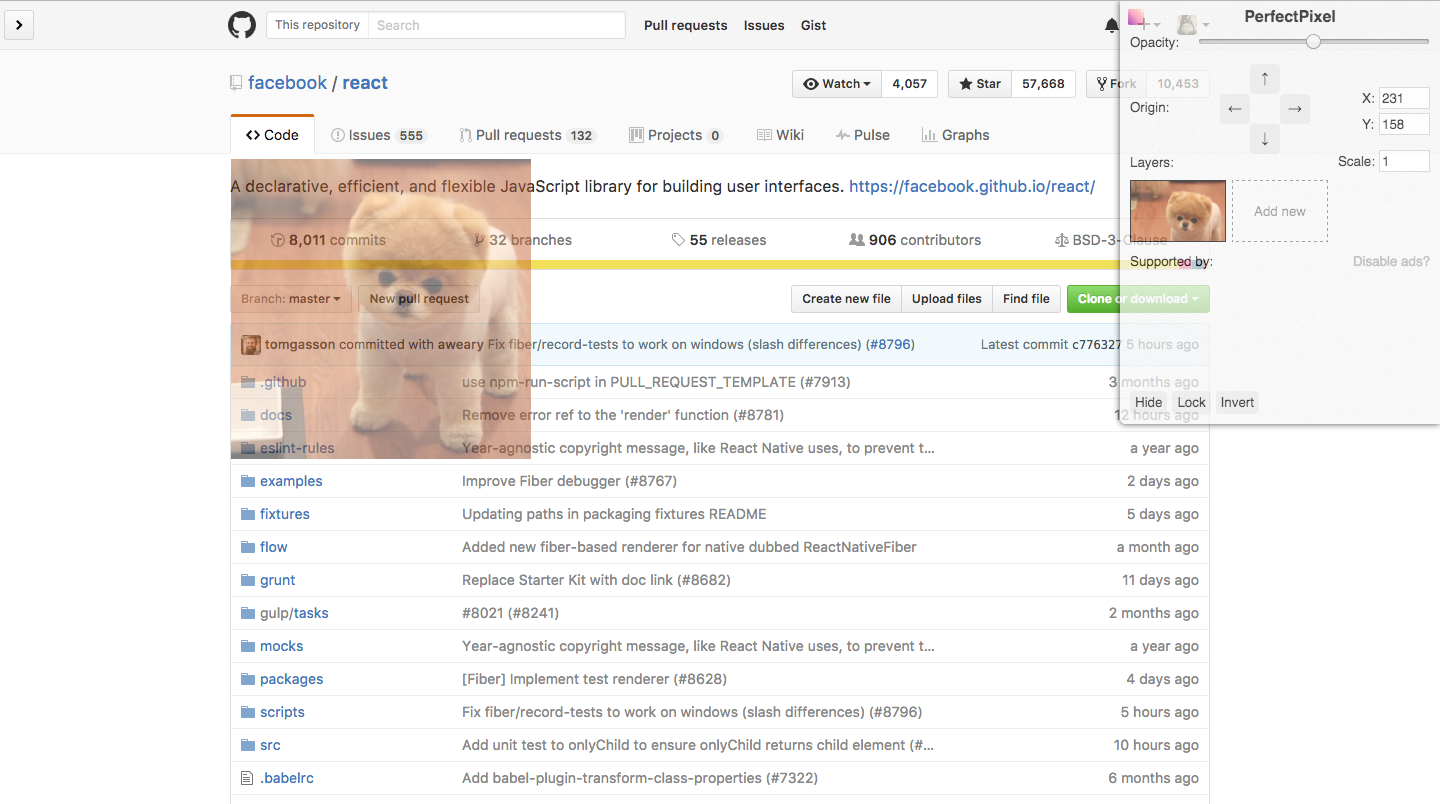 This repository Search Pull requests Issues Gist
PerfectPixel
Opacity:
facebook / react
Watch 4,057 Star 57,668 Fork 10,453
Origin:
X: 231
Y: 158
Code Issues 555 Pull requests 132 Projects 0 Wiki Pulse Graphs
Layers:
Scale: 1
A declarative, efficient, and flexible JavaScript library for building user interfaces. https://facebook.github.io/react/
Add new
8,011 commits 32 branches 55 releases 906 contributors BSD-3-Clause
Supported by: Disable ads?
Branch: master New pull request Create new file Upload files Find file Clone or download
tomgasson committed with aweary Fix fiber/record-tests to work on windows (slash differences) (#8796) Latest commit c776327 5 hours ago
.github use npm-run-script in PULL_REQUEST_TEMPLATE (#7913) 3 months ago
Hide Lock Invert
docs Remove error ref to the 'render' function (#8781) 12 hours ago
eslint-rules Year-agnostic copyright message, like React Native uses, to prevent t... a year ago
examples Improve Fiber debugger (#8767) 2 days ago
fixtures Updating paths in packaging fixtures README 5 days ago
flow Added new fiber-based renderer for native dubbed ReactNativeFiber a month ago
grunt Replace Starter Kit with doc link (#8682) 11 days ago
gulp/tasks #8021 (#8241) 2 months ago
mocks Year-agnostic copyright message, like React Native uses, to prevent t... a year ago
packages [Fiber] Implement test renderer (#8628) 4 days ago
scripts Fix fiber/record-tests to work on windows (slash differences) (#8796) 5 hours ago
src Add unit test to onlyChild to ensure onlyChild returns child element (#... 10 hours ago
.babelrc Add babel-plugin-transform-class-properties (#7322) 6 months ago